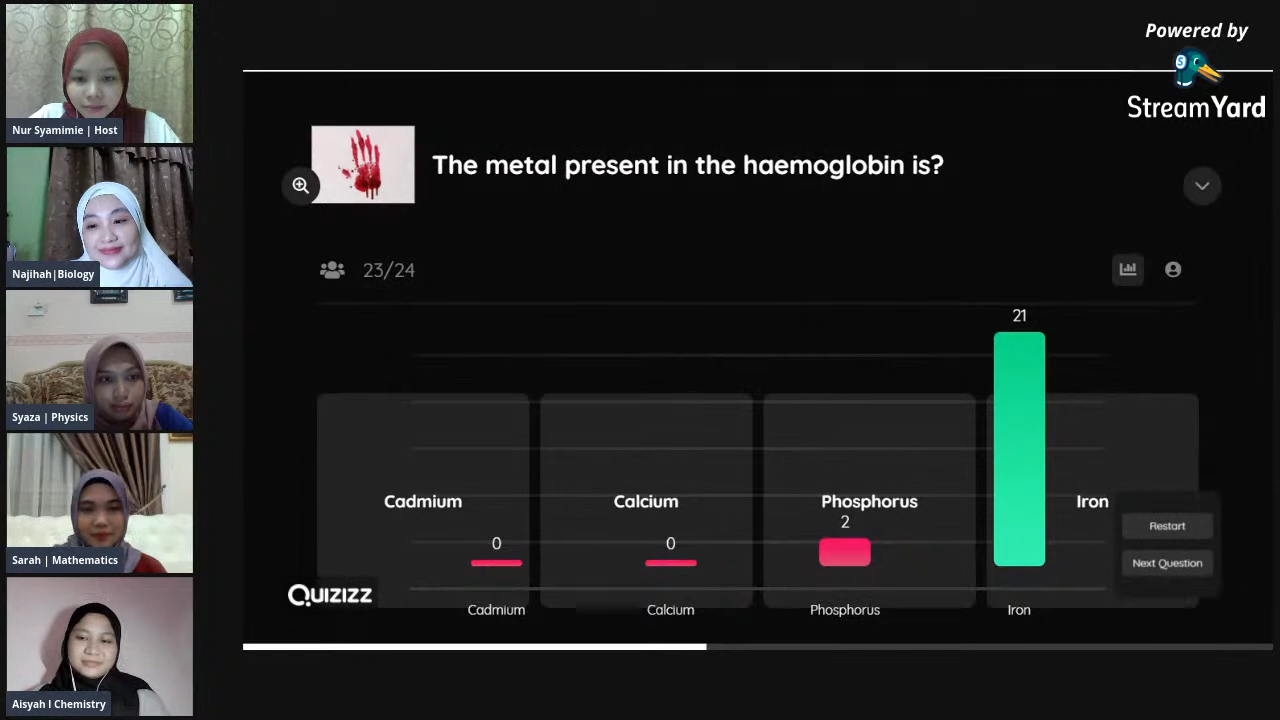 Powered by
StreamYard
Nur Syamimie | Host
Najihah|Biology
Syaza | Physics
Sarah | Mathematics
Aisyah I Chemistry
The metal present in the haemoglobin is?
23/24
21
Cadmium
Calcium
Phosphorus
Iron
0
0
2
Restart
Next Question
Quizizz
Cadmium
Calcium
Phosphorus
Iron